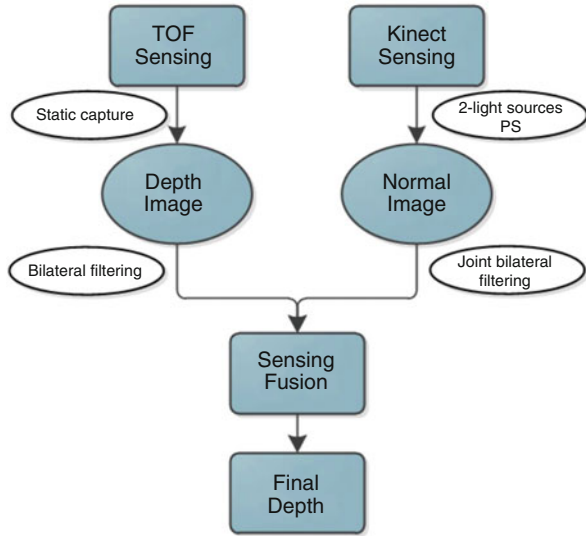 TOF
Sensing
Kinect
Sensing
Static capture
2-light sources
PS
Depth
Image
Normal
Image
Bilateral filtering
Joint bilateral
filtering
Sensing
Fusion
Final
Depth